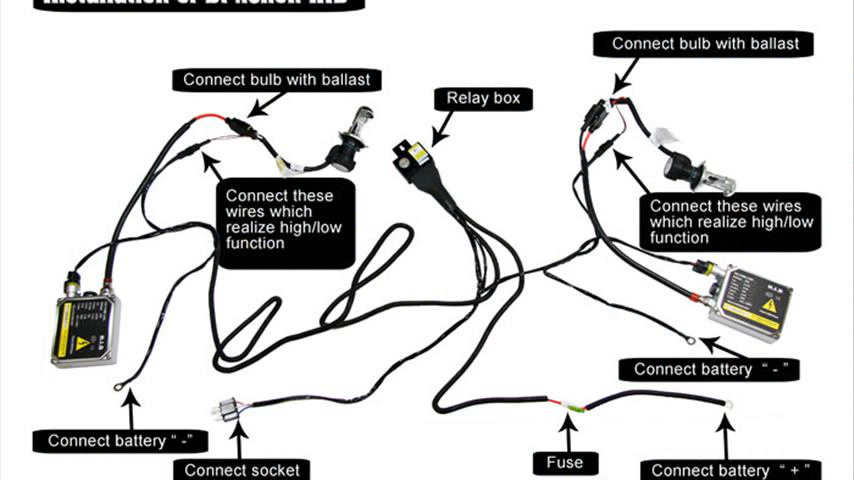 Connect bulb with ballast
Connect bulb with ballast
Relay box
Connect these
wires which
realize high/low
function
Connect these wires
which realize high/low
function
Connect battery “ - ”
Connect battery “ - ”
Connect socket
Fuse
Connect battery “ + ”